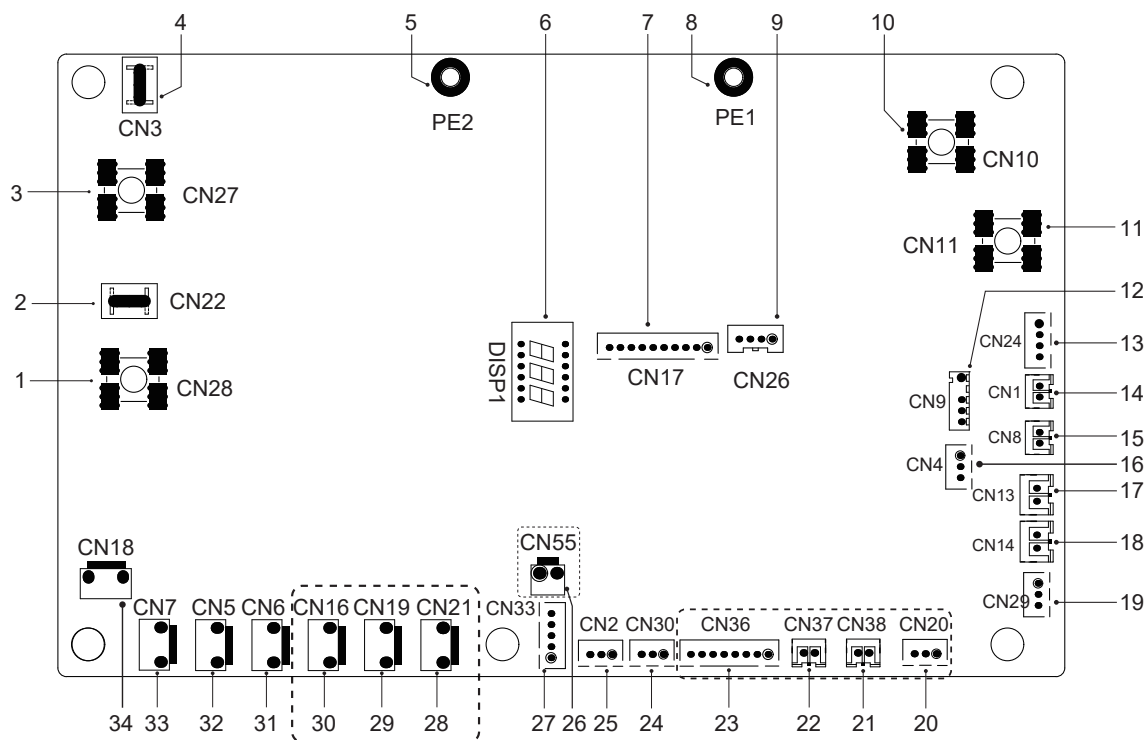 4 5 6 7 8 9 10
CN3 PE2 PE1 CN10
3 CN27
CN11 11
2 CN22 12
CN24 13
DISP1 CN17 CN26
1 CN28 CN9 CN1 14
CN8 15
CN4 16
CN13 17
CN55 CN14 18
CN18
CN7 CN5 CN6 CN16 CN19 CN21 CN33 CN29 19
CN2 CN30 CN36 CN37 CN38 CN20
34 33 32 31 30 29 28 27 26 25 24 23 22 21 20